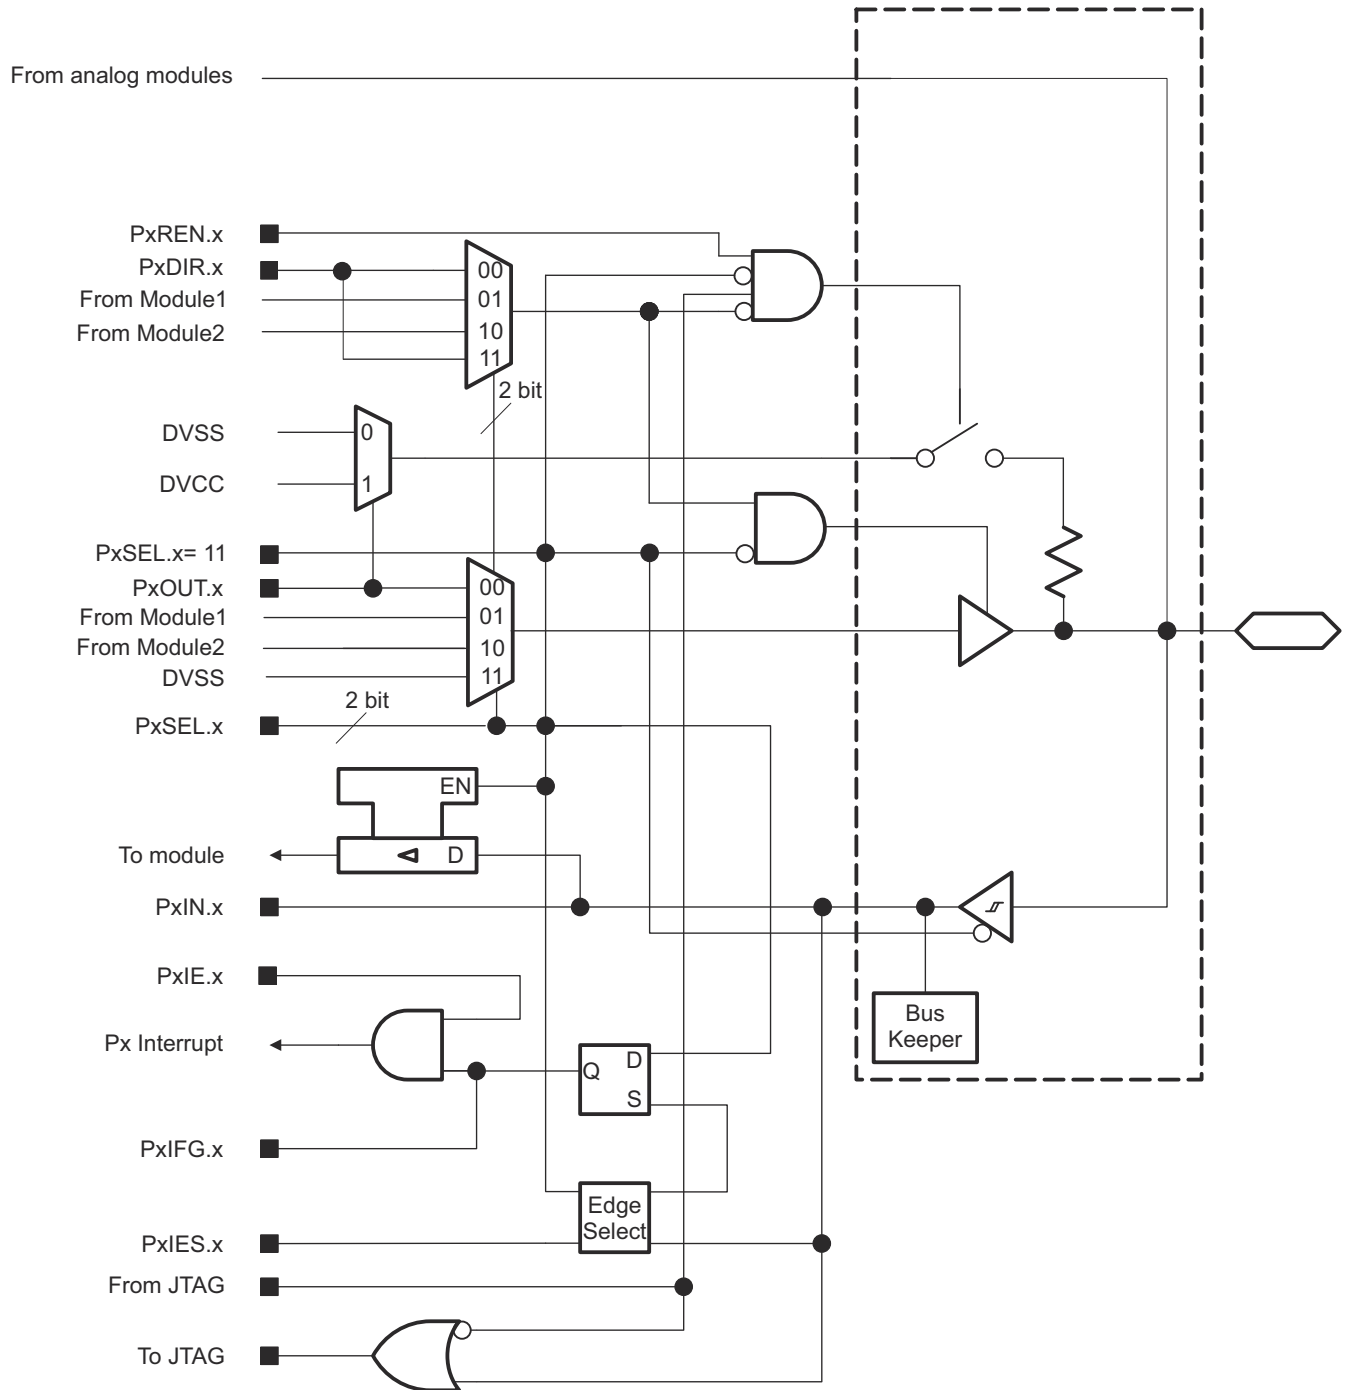 From analog modules
PxREN.x
PxDIR.x
00
From Module1
01
From Module2
10
11
2 bit
DVSS
0
DVCC
1
PxSEL.x= 11
PxOUT.x
00
From Module1
01
From Module2
10
DVSS
11
2 bit
PxSEL.x
EN
To module
D
PxIN.x
PxIE.x
Bus
Keeper
Px Interrupt
Q
D
S
PxIFG.x
Edge
Select
PxIES.x
From JTAG
To JTAG